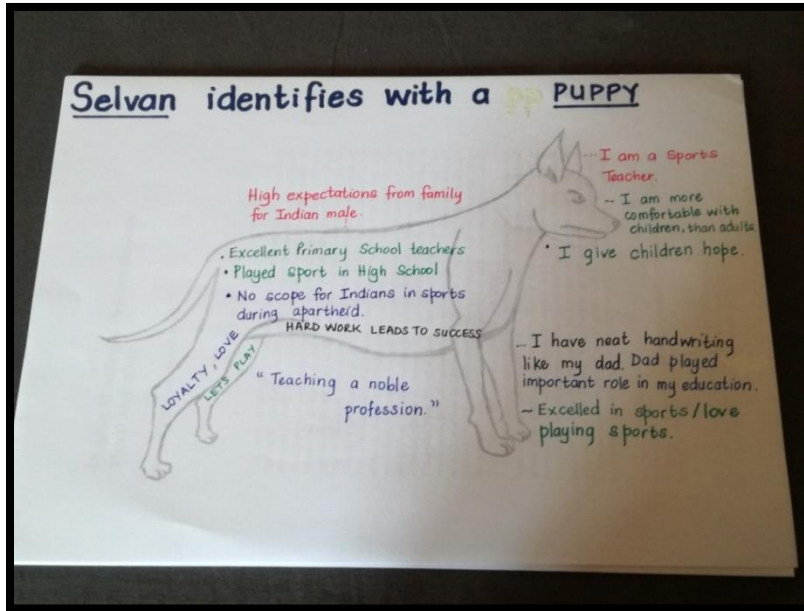 Selvan identifies with a PUPPY
... I am a Sports
Teacher.
High expectations from family
for Indian male.
-- I am more
comfortable with
children, than adults.
. Excellent Primary School teachers
• Played Sport in High School
• I give children hope.
• No scope for Indians in sports
during apartheid.
HARD WORK LEADS TO SUCCESS
LOYALTY, LOVE
LETS PLAY
"Teaching a noble
profession."
... I have neat handwriting
like my dad. Dad played
important role in my education.
~ Excelled in sports/love
playing sports.